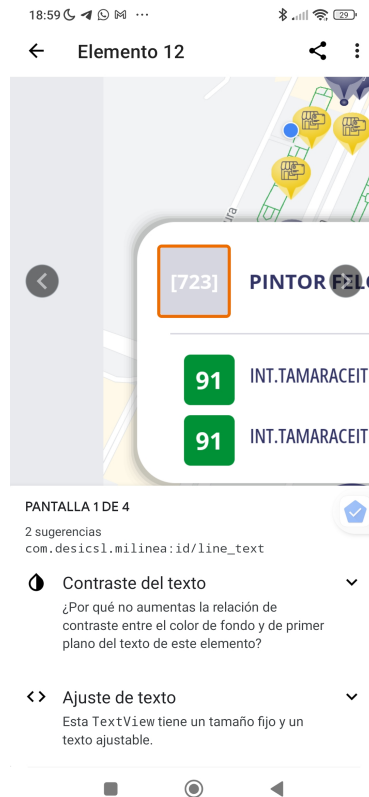 18:59
29
Elemento 12
ura
[723] PINTOR FEL
91 INT.TAMARACEIT
91 INT.TAMARACEIT
PANTALLA 1 DE 4
2 sugerencias
com.desicsl.milinea:id/line_text
Contraste del texto
¿Por qué no aumentas la relación de
contraste entre el color de fondo y de primer
plano del texto de este elemento?
Ajuste de texto
Esta TextView tiene un tamaño fijo y un
texto ajustable.